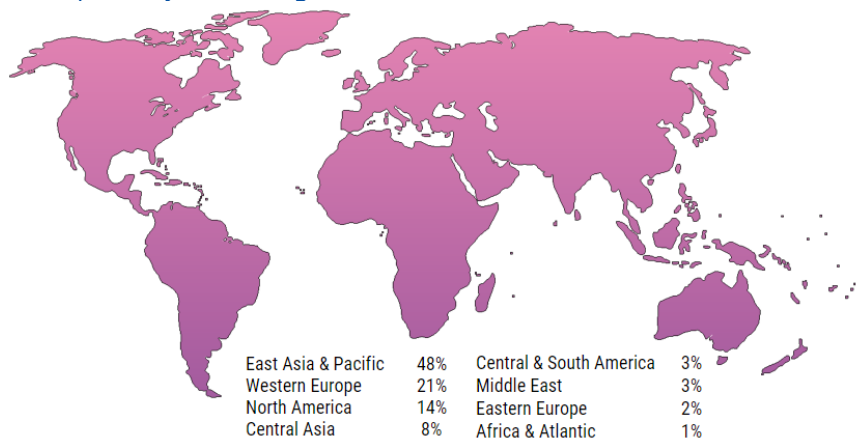 East Asia & Pacific 48%
Western Europe 21%
North America 14%
Central Asia 8%
Central & South America 3%
Middle East 3%
Eastern Europe 2%
Africa & Atlantic 1%